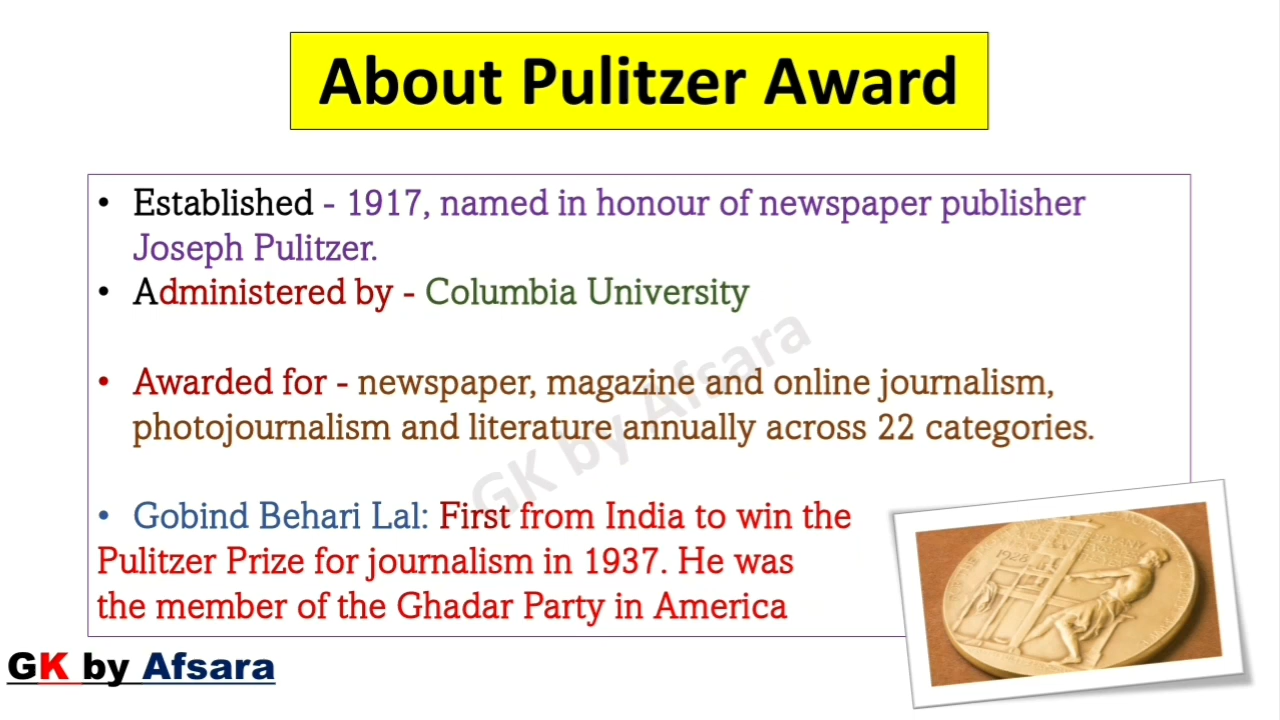 About Pulitzer Award
• Established - 1917, named in honour of newspaper publisher
Joseph Pulitzer.
• Administered by - Columbia University
• Awarded for - newspaper, magazine and online journalism,
photojournalism and literature annually across 22 categories.
• Gobind Behari Lal: First from India to win the
Pulitzer Prize for journalism in 1937. He was
the member of the Ghadar Party in America
GK by Afsara
1928
GK by Afsara